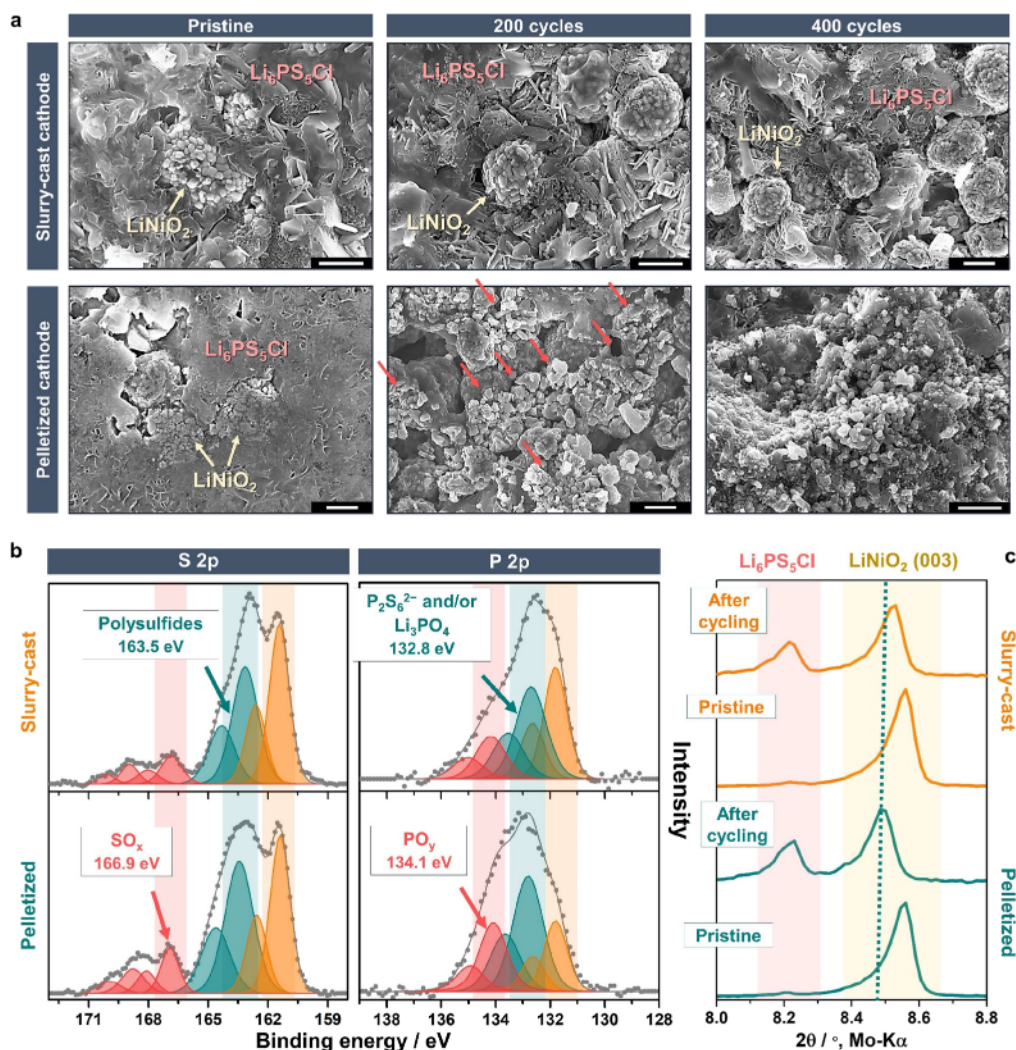 a
Pristine
200 cycles
400 cycles
Slurry-cast cathode
Li₆PS₅Cl
LiNiO₂
Li₆PS₅Cl
LiNiO₂
Li₆PS₅Cl
LiNiO₂
Pelletized cathode
Li₆PS₅Cl
LiNiO₂
b
S 2p
P 2p
c
Li₆PS₅Cl
LiNiO₂ (003)
Slurry-cast
Polysulfides
163.5 eV
P₂S₆²⁻ and/or
Li₃PO₄
132.8 eV
After
cycling
Pristine
Slurry-cast
Pelletized
SOₓ
166.9 eV
POᵧ
134.1 eV
Intensity
After
cycling
Pristine
Pelletized
171 168 165 162 159
138 136 134 132 130 128
8.0 8.2 8.4 8.6 8.8
Binding energy / eV
2θ / °, Mo-Kα